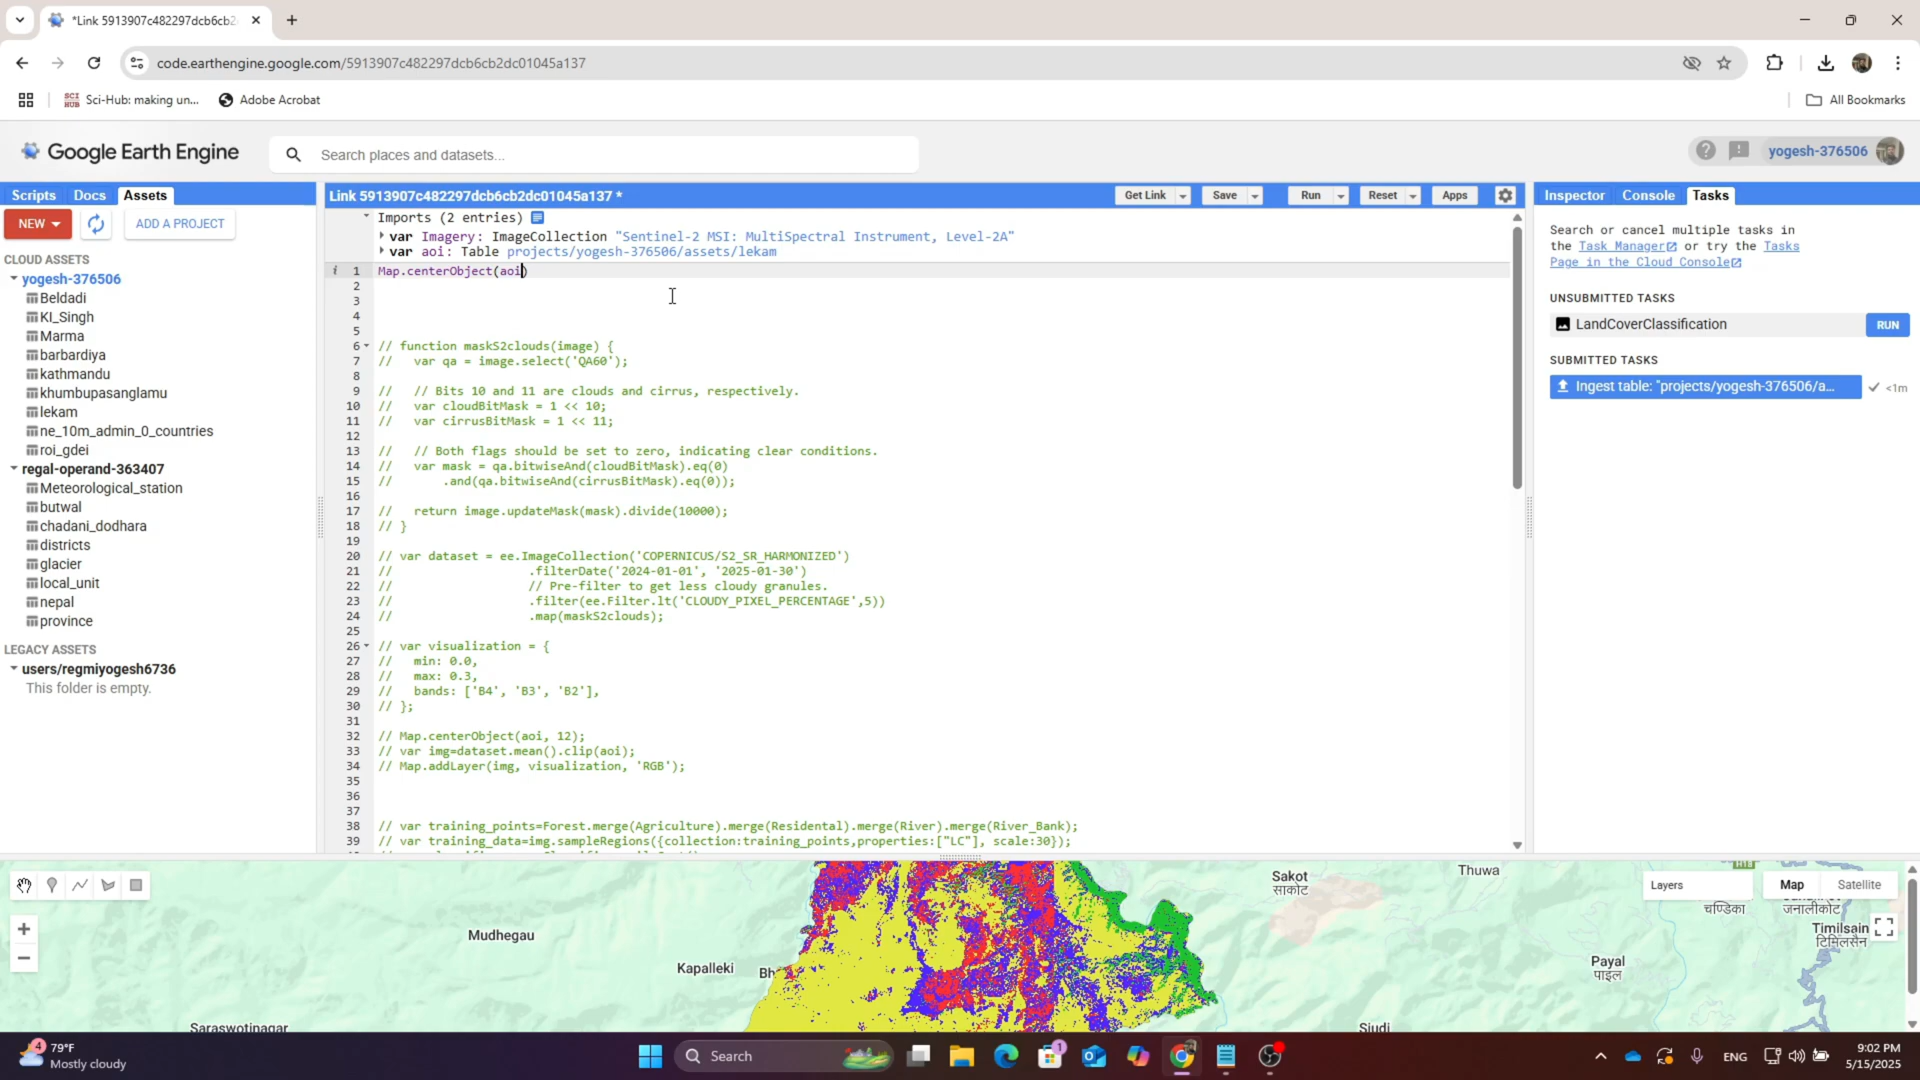 *Link 5913907c482297dcb6cb2
code.earthengine.google.com/5913907c482297dcb6cb2dc01045a137
SCI HUB
Sci-Hub: making un...
Adobe Acrobat
All Bookmarks
Google Earth Engine
Search places and datasets...
yogesh-376506
Scripts Docs Assets
NEW
ADD A PROJECT
CLOUD ASSETS
yogesh-376506
Beldadi
KI_Singh
Marma
barbardiya
kathmandu
khumbupasanglamu
lekam
ne_10m_admin_0_countries
roi_gdei
regal-operand-363407
Meteorological_station
butwal
chadani_dodhara
districts
glacier
local_unit
nepal
province
LEGACY ASSETS
users/regmiyogesh6736
This folder is empty.
Link 5913907c482297dcb6cb2dc01045a137 *
Get Link Save Run Reset Apps
Imports (2 entries)
var Imagery: ImageCollection "Sentinel-2 MSI: MultiSpectral Instrument, Level-2A"
var aoi: Table projects/yogesh-376506/assets/lekam
i 1 Map.centerObject(aoi)
2
3
4
5
6 // function maskS2clouds(image) {
7 //   var qa = image.select('QA60');
8
9 //   // Bits 10 and 11 are clouds and cirrus, respectively.
10 //   var cloudBitMask = 1 << 10;
11 //   var cirrusBitMask = 1 << 11;
12
13 //   // Both flags should be set to zero, indicating clear conditions.
14 //   var mask = qa.bitwiseAnd(cloudBitMask).eq(0)
15 //       .and(qa.bitwiseAnd(cirrusBitMask).eq(0));
16
17 //   return image.updateMask(mask).divide(10000);
18 // }
19
20 // var dataset = ee.ImageCollection('COPERNICUS/S2_SR_HARMONIZED')
21 //                   .filterDate('2024-01-01', '2025-01-30')
22 //                   // Pre-filter to get less cloudy granules.
23 //                   .filter(ee.Filter.lt('CLOUDY_PIXEL_PERCENTAGE',5))
24 //                   .map(maskS2clouds);
25
26 // var visualization = {
27 //   min: 0.0,
28 //   max: 0.3,
29 //   bands: ['B4', 'B3', 'B2'],
30 // };
31
32 // Map.centerObject(aoi, 12);
33 // var img=dataset.mean().clip(aoi);
34 // Map.addLayer(img, visualization, 'RGB');
35
36
37
38 // var training_points=Forest.merge(Agriculture).merge(Residental).merge(River).merge(River_Bank);
39 // var training_data=img.sampleRegions({collection:training_points,properties:["LC"], scale:30});
Inspector Console Tasks
Search or cancel multiple tasks in
the Task Manager or try the Tasks
Page in the Cloud Console
UNSUBMITTED TASKS
LandCoverClassification RUN
SUBMITTED TASKS
Ingest table: "projects/yogesh-376506/a... <1m
Mudhegau
Kapalleki
Saraswotinagar
Sakot
साकोट
Thuwa
Layers
Map Satellite
चण्डिका
जनालीकोट
Timilsain
टिमिलसैन
Payal
पाइल
Siudi
4
79°F
Mostly cloudy
Search
1
ENG
9:02 PM
5/15/2025